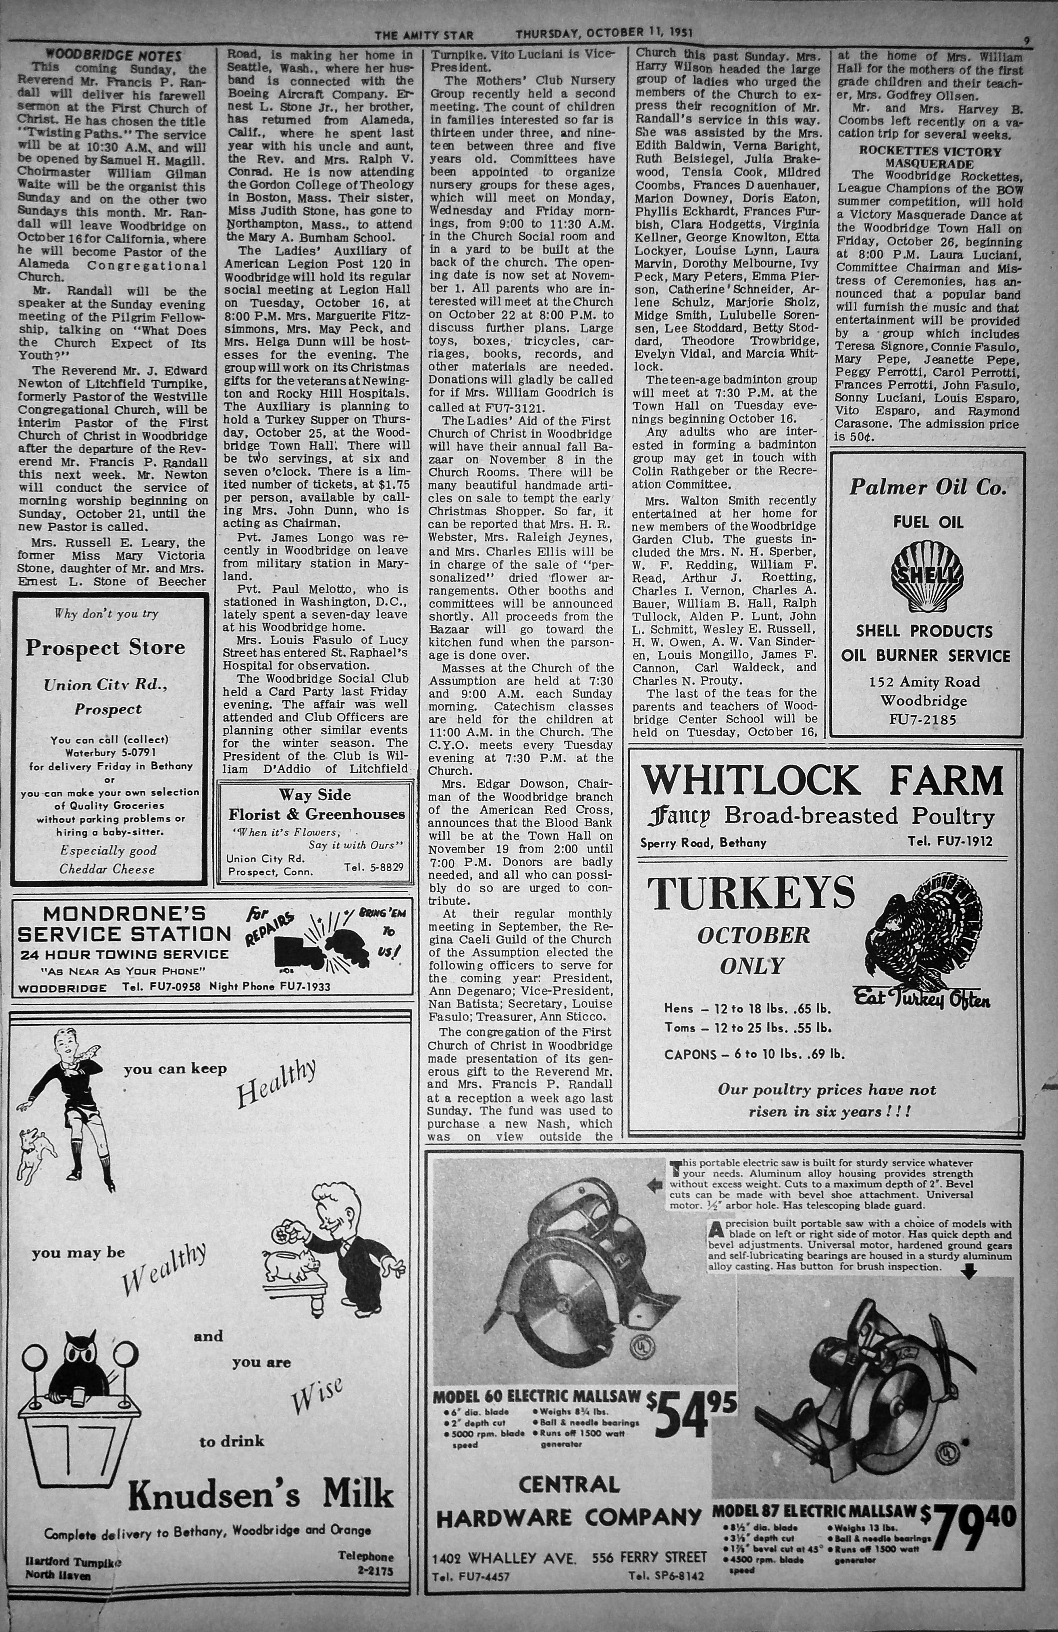 THE AMITY STAR THURSDAY, OCTOBER 11, 1951 9
WOODBRIDGE NOTES
This coming Sunday, the
Reverend Mr. Francis P. Ran-
dall will deliver his farewell
sermon at the First Church of
Christ. He has chosen the title
"Twisting Paths." The service
will be at 10:30 A.M. and will
be opened by Samuel H. Magill.
Choirmaster William Gilman
Waite will be the organist this
Sunday and on the other two
Sundays this month. Mr. Ran-
dall will leave Woodbridge on
October 16 for California, where
he will become Pastor of the
Alameda Congregational
Church.
Mr. Randall will be the
speaker at the Sunday evening
meeting of the Pilgrim Fellow-
ship, talking on "What Does
the Church Expect of Its
Youth?"
The Reverend Mr. J. Edward
Newton of Litchfield Turnpike,
formerly Pastor of the Westville
Congregational Church, will be
interim Pastor of the First
Church of Christ in Woodbridge
after the departure of the Rev-
erend Mr. Francis P. Randall
this next week. Mr. Newton
will conduct the service of
morning worship beginning on
Sunday, October 21, until the
new Pastor is called.
Mrs. Russell E. Leary, the
former Miss Mary Victoria
Stone, daughter of Mr. and Mrs.
Ernest L. Stone of Beecher
Road, is making her home in
Seattle, Wash., where her hus-
band is connected with the
Boeing Aircraft Company. Er-
nest L. Stone Jr., her brother,
has returned from Alameda,
Calif., where he spent last
year with his uncle and aunt,
the Rev. and Mrs. Ralph V.
Conrad. He is now attending
the Gordon College of Theology
in Boston, Mass. Their sister,
Miss Judith Stone, has gone to
Northampton, Mass., to attend
the Mary A. Burnham School.
The Ladies' Auxiliary of
American Legion Post 120 in
Woodbridge will hold its regular
social meeting at Legion Hall
on Tuesday, October 16, at
8:00 P.M. Mrs. Marguerite Fitz-
simmons, Mrs. May Peck, and
Mrs. Helga Dunn will be host-
esses for the evening. The
group will work on its Christmas
gifts for the veterans at Newing-
ton and Rocky Hill Hospitals.
The Auxiliary is planning to
hold a Turkey Supper on Thurs-
day, October 25, at the Wood-
bridge Town Hall. There will
be two servings, at six and
seven o'clock. There is a lim-
ited number of tickets, at $1.75
per person, available by call-
ing Mrs. John Dunn, who is
acting as Chairman.
Pvt. James Longo was re-
cently in Woodbridge on leave
from military station in Mary-
land.
Pvt. Paul Melotto, who is
stationed in Washington, D.C.,
lately spent a seven-day leave
at his Woodbridge home.
Mrs. Louis Fasulo of Lucy
Street has entered St. Raphael's
Hospital for observation.
The Woodbridge Social Club
held a Card Party last Friday
evening. The affair was well
attended and Club Officers are
planning other similar events
for the winter season. The
President of the Club is Wil-
liam D'Addio of Litchfield
Turnpike. Vito Luciani is Vice-
President.
The Mothers' Club Nursery
Group recently held a second
meeting. The count of children
in families interested so far is
thirteen under three, and nine-
teen between three and five
years old. Committees have
been appointed to organize
nursery groups for these ages,
which will meet on Monday,
Wednesday and Friday morn-
ings, from 9:00 to 11:30 A.M.
in the Church Social room and
in a yard to be built at the
back of the church. The open-
ing date is now set at Novem-
ber 1. All parents who are in-
terested will meet at the Church
on October 22 at 8:00 P.M. to
discuss further plans. Large
toys, boxes, tricycles, car-
riages, books, records, and
other materials are needed.
Donations will gladly be called
for if Mrs. William Goodrich is
called at FU7-3121.
The Ladies' Aid of the First
Church of Christ in Woodbridge
will have their annual fall Ba-
zaar on November 8 in the
Church Rooms. There will be
many beautiful handmade arti-
cles on sale to tempt the early
Christmas Shopper. So far, it
can be reported that Mrs. H. R.
Webster, Mrs. Raleigh Jeynes,
and Mrs. Charles Ellis will be
in charge of the sale of "per-
sonalized" dried flower ar-
rangements. Other booths and
committees will be announced
shortly. All proceeds from the
Bazaar will go toward the
kitchen fund when the parson-
age is done over.
Masses at the Church of the
Assumption are held at 7:30
and 9:00 A.M. each Sunday
morning. Catechism classes
are held for the children at
11:00 A.M. in the Church. The
C.Y.O. meets every Tuesday
evening at 7:30 P.M. at the
Church.
Mrs. Edgar Dowson, Chair-
man of the Woodbridge branch
of the American Red Cross,
announces that the Blood Bank
will be at the Town Hall on
November 19 from 2:00 until
7:00 P.M. Donors are badly
needed, and all who can possi-
bly do so are urged to con-
tribute.
At their regular monthly
meeting in September, the Re-
gina Caeli Guild of the Church
of the Assumption elected the
following officers to serve for
the coming year: President,
Ann Degenaro; Vice-President,
Nan Batista; Secretary, Louise
Fasulo; Treasurer, Ann Sticco.
The congregation of the First
Church of Christ in Woodbridge
made presentation of its gen-
erous gift to the Reverend Mr.
and Mrs. Francis P. Randall
at a reception a week ago last
Sunday. The fund was used to
purchase a new Nash, which
was on view outside the
Church this past Sunday. Mrs.
Harry Wilson headed the large
group of ladies who urged the
members of the Church to ex-
press their recognition of Mr.
Randall's service in this way.
She was assisted by the Mrs.
Edith Baldwin, Verna Baright,
Ruth Beisiegel, Julia Brake-
wood, Tensia Cook, Mildred
Coombs, Frances Dauenhauer,
Marion Downey, Doris Eaton,
Phyllis Eckhardt, Frances Fur-
bish, Clara Hodgetts, Virginia
Kellner, George Knowlton, Etta
Lockyer, Louise Lynn, Laura
Marvin, Dorothy Melbourne, Ivy
Peck, Mary Peters, Emma Pier-
son, Catherine Schneider, Ar-
lene Schulz, Marjorie Sholz,
Midge Smith, Lulubelle Soren-
sen, Lee Stoddard, Betty Stod-
dard, Theodore Trowbridge,
Evelyn Vidal, and Marcia Whit-
lock.
The teen-age badminton group
will meet at 7:30 P.M. at the
Town Hall on Tuesday eve-
nings beginning October 16.
Any adults who are inter-
ested in forming a badminton
group may get in touch with
Colin Rathgeber or the Recre-
ation Committee.
Mrs. Walton Smith recently
entertained at her home for
new members of the Woodbridge
Garden Club. The guests in-
cluded the Mrs. N. H. Sperber,
W. F. Redding, William F.
Read, Arthur J. Roetting,
Charles I. Vernon, Charles A.
Bauer, William B. Hall, Ralph
Tullock, Alden P. Lunt, John
L. Schmitt, Wesley E. Russell,
H. W. Owen, A. W. Van Sinder-
en, Louis Mongillo, James F.
Cannon, Carl Waldeck, and
Charles N. Prouty.
The last of the teas for the
parents and teachers of Wood-
bridge Center School will be
held on Tuesday, October 16,
at the home of Mrs. William
Hall for the mothers of the first
grade children and their teach-
er, Mrs. Godfrey Ollsen.
Mr. and Mrs. Harvey B.
Coombs left recently on a va-
cation trip for several weeks.
ROCKETTES VICTORY
MASQUERADE
The Woodbridge Rockettes,
League Champions of the BOW
summer competition, will hold
a Victory Masquerade Dance at
the Woodbridge Town Hall on
Friday, October 26, beginning
at 8:00 P.M. Laura Luciani,
Committee Chairman and Mis-
tress of Ceremonies, has an-
nounced that a popular band
will furnish the music and that
entertainment will be provided
by a group which includes
Teresa Signore, Connie Fasulo,
Mary Pepe, Jeanette Pepe,
Peggy Perrotti, Carol Perrotti,
Frances Perrotti, John Fasulo,
Sonny Luciani, Louis Esparo,
Vito Esparo, and Raymond
Carasone. The admission price
is 50¢.
Why don't you try
Prospect Store
Union City Rd.,
Prospect
You can call (collect)
Waterbury 5-0791
for delivery Friday in Bethany
or
you can make your own selection
of Quality Groceries
without parking problems or
hiring a baby-sitter.
Especially good
Cheddar Cheese
Way Side
Florist & Greenhouses
"When it's Flowers,
Say it with Ours"
Union City Rd.
Prospect, Conn. Tel. 5-8829
MONDRONE'S
SERVICE STATION
24 HOUR TOWING SERVICE
"AS NEAR AS YOUR PHONE"
WOODBRIDGE Tel. FU7-0958 Night Phone FU7-1933
for
REPAIRS
BRING 'EM
TO
US!
you can keep Healthy
you may be Wealthy
and
you are
Wise
to drink
Knudsen's Milk
Complete delivery to Bethany, Woodbridge and Orange
Hartford Turnpike
North Haven
Telephone
2-2175
Palmer Oil Co.
FUEL OIL
SHELL
SHELL PRODUCTS
OIL BURNER SERVICE
152 Amity Road
Woodbridge
FU7-2185
WHITLOCK FARM
Fancy Broad-breasted Poultry
Sperry Road, Bethany Tel. FU7-1912
TURKEYS
OCTOBER
ONLY
Eat Turkey Often
Hens - 12 to 18 lbs. .65 lb.
Toms - 12 to 25 lbs. .55 lb.
CAPONS - 6 to 10 lbs. .69 lb.
Our poultry prices have not
risen in six years ! ! !
This portable electric saw is built for sturdy service whatever
your needs. Aluminum alloy housing provides strength
without excess weight. Cuts to a maximum depth of 2". Bevel
cuts can be made with bevel shoe attachment. Universal
motor. ½" arbor hole. Has telescoping blade guard.
A precision built portable saw with a choice of models with
blade on left or right side of motor. Has quick depth and
bevel adjustments. Universal motor, hardened ground gears
and self-lubricating bearings are housed in a sturdy aluminum
alloy casting. Has button for brush inspection.
MODEL 60 ELECTRIC MALLSAW $54.95
• 6" dia. blade • Weighs 8¾ lbs.
• 2" depth cut • Ball & needle bearings
• 5000 rpm. blade • Runs off 1500 watt
speed generator
CENTRAL
HARDWARE COMPANY
1402 WHALLEY AVE. 556 FERRY STREET
Tel. FU7-4457 Tel. SP6-8142
MODEL 87 ELECTRIC MALLSAW $79.40
• 8½" dia. blade • Weighs 13 lbs.
• 3⅛" depth cut • Ball & needle bearings
• 1⅞" bevel cut at 45° • Runs off 1500 watt
• 4500 rpm. blade generator
speed